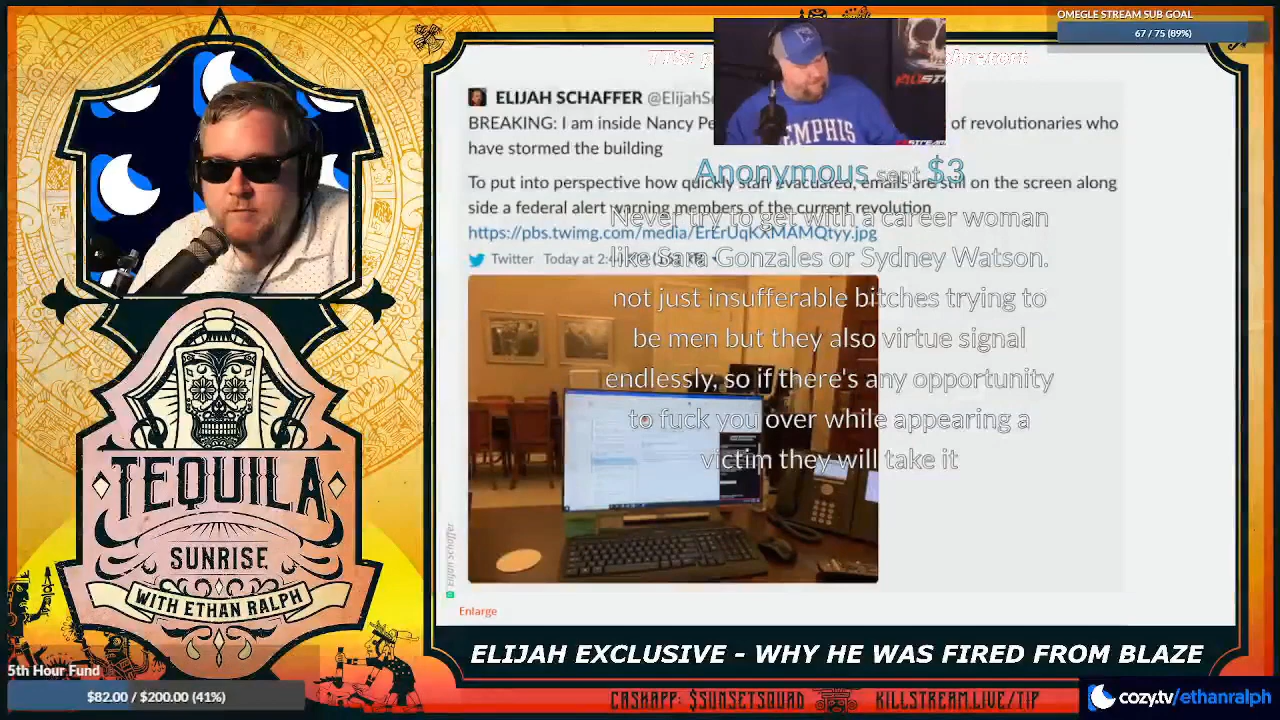 OMEGLE STREAM SUB GOAL
67 / 75 (89%)
ELIJAH SCHAFFER
BREAKING: I am inside Nancy of revolutionaries who
have stormed the building
To put into perspective how quickly staff evacuated, emails are still on the screen along
side a federal alert warning members of the current revolution
https://pbs.twimg.com/media/ErErUqKXMAMQtyy.jpg
Twitter Today at
Anonymous sent $3
Never try to get with a career woman
like Sara Gonzales or Sydney Watson.
not just insufferable bitches trying to
be men but they also virtue signal
endlessly, so if there's any opportunity
to fuck you over while appearing a
victim they will take it
EMPHIS
Elijah Schaffer
Enlarge
TEQUILA
SUNRISE
WITH ETHAN RALPH
ELIJAH EXCLUSIVE - WHY HE WAS FIRED FROM BLAZE
5th Hour Fund
$82.00 / $200.00 (41%)
CASHAPP: $SUNSETSQUAD
KILLSTREAM.LIVE/TIP
cozy.tv/ethanralph